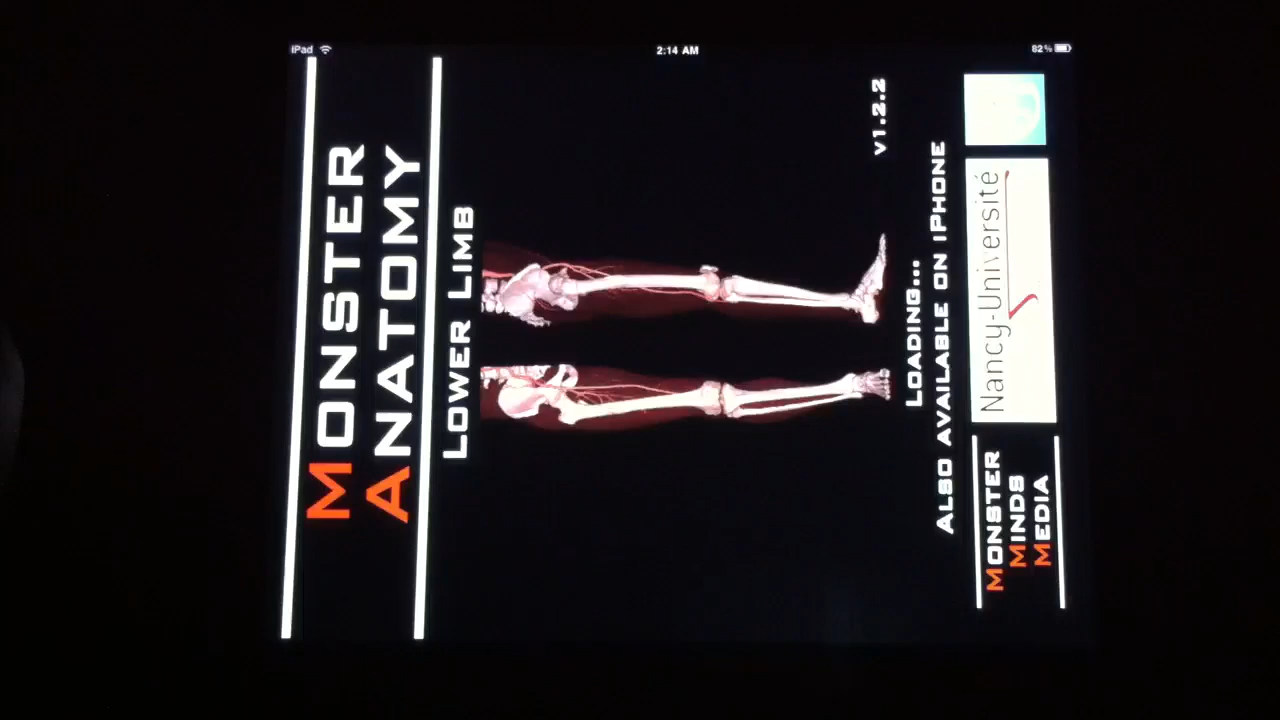 iPad
2:14 AM
82%
MONSTER
ANATOMY
LOWER LIMB
v1.2.2
LOADING...
ALSO AVAILABLE ON IPHONE
MONSTER
MINDS
MEDIA
Nancy-Université